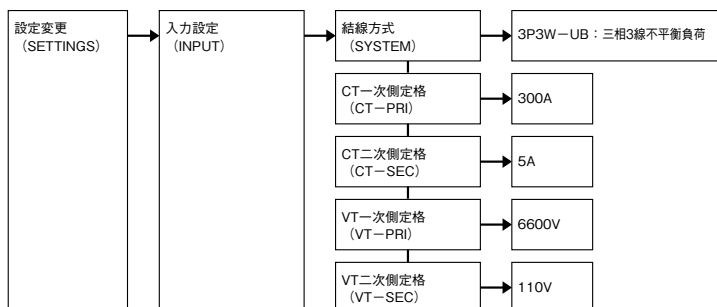 設定変更
（SETTINGS）
入力設定
（INPUT）
結線方式
（SYSTEM）
3P3W－UB：三相3線不平衡負荷
CT一次側定格
（CT－PRI）
300A
CT二次側定格
（CT－SEC）
5A
VT一次側定格
（VT－PRI）
6600V
VT二次側定格
（VT－SEC）
110V